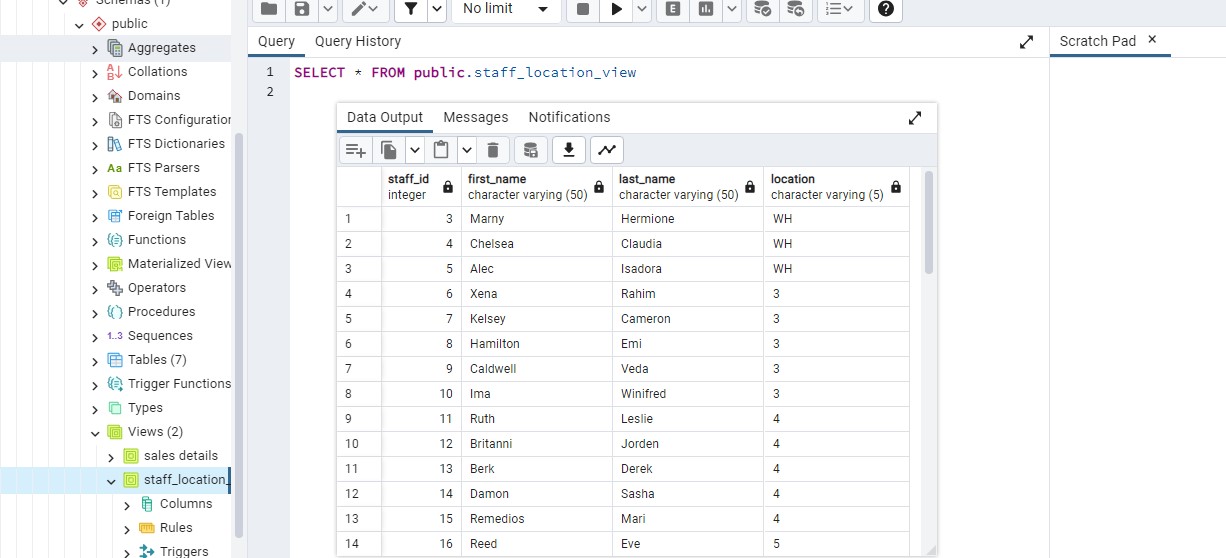 Schemas (1)
public
Aggregates
Collations
Domains
FTS Configuration
FTS Dictionaries
Aa FTS Parsers
FTS Templates
Foreign Tables
Functions
Materialized View
Operators
Procedures
1..3 Sequences
Tables (7)
Trigger Functions
Types
Views (2)
sales details
staff_location_
Columns
Rules
Triggers
No limit
E
Query Query History
Scratch Pad ×
1 SELECT * FROM public.staff_location_view
2
Data Output Messages Notifications
staff_id first_name last_name location
integer character varying (50) character varying (50) character varying (5)
1 3 Marny Hermione WH
2 4 Chelsea Claudia WH
3 5 Alec Isadora WH
4 6 Xena Rahim 3
5 7 Kelsey Cameron 3
6 8 Hamilton Emi 3
7 9 Caldwell Veda 3
8 10 Ima Winifred 3
9 11 Ruth Leslie 4
10 12 Britanni Jorden 4
11 13 Berk Derek 4
12 14 Damon Sasha 4
13 15 Remedios Mari 4
14 16 Reed Eve 5